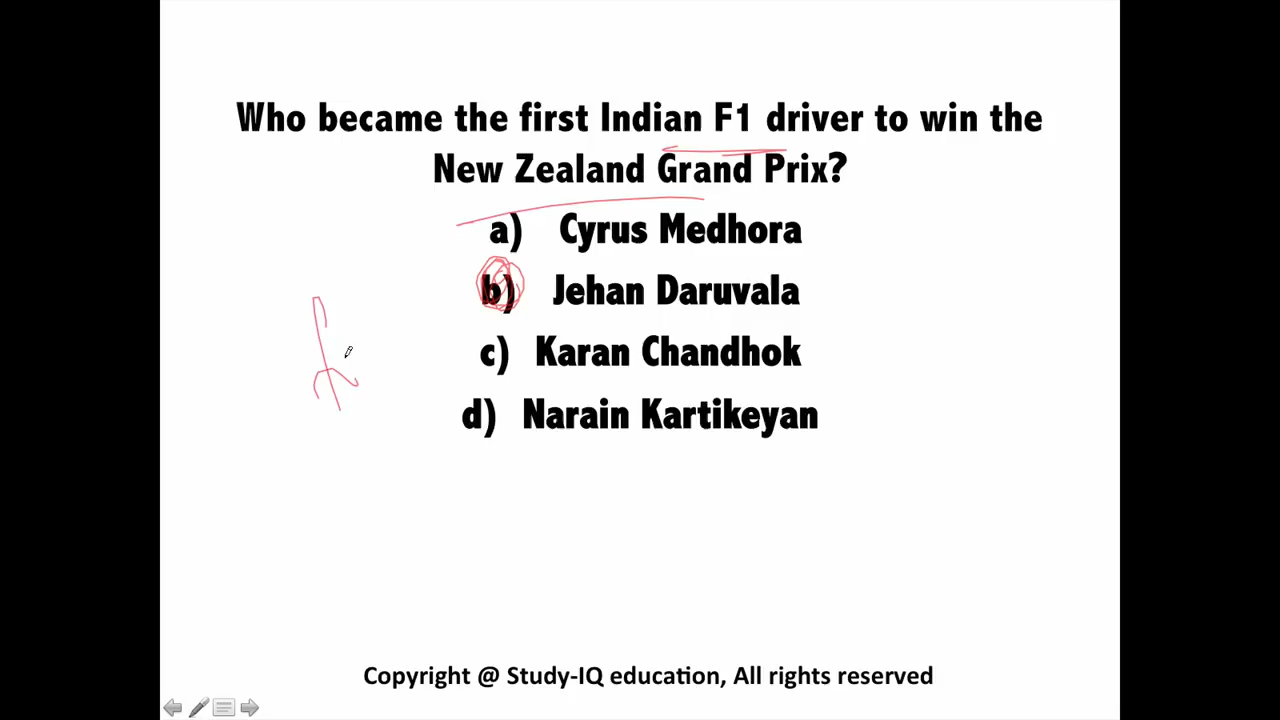 Who became the first Indian F1 driver to win the
New Zealand Grand Prix?
a) Cyrus Medhora
b) Jehan Daruvala
c) Karan Chandhok
d) Narain Kartikeyan
Copyright @ Study-IQ education, All rights reserved